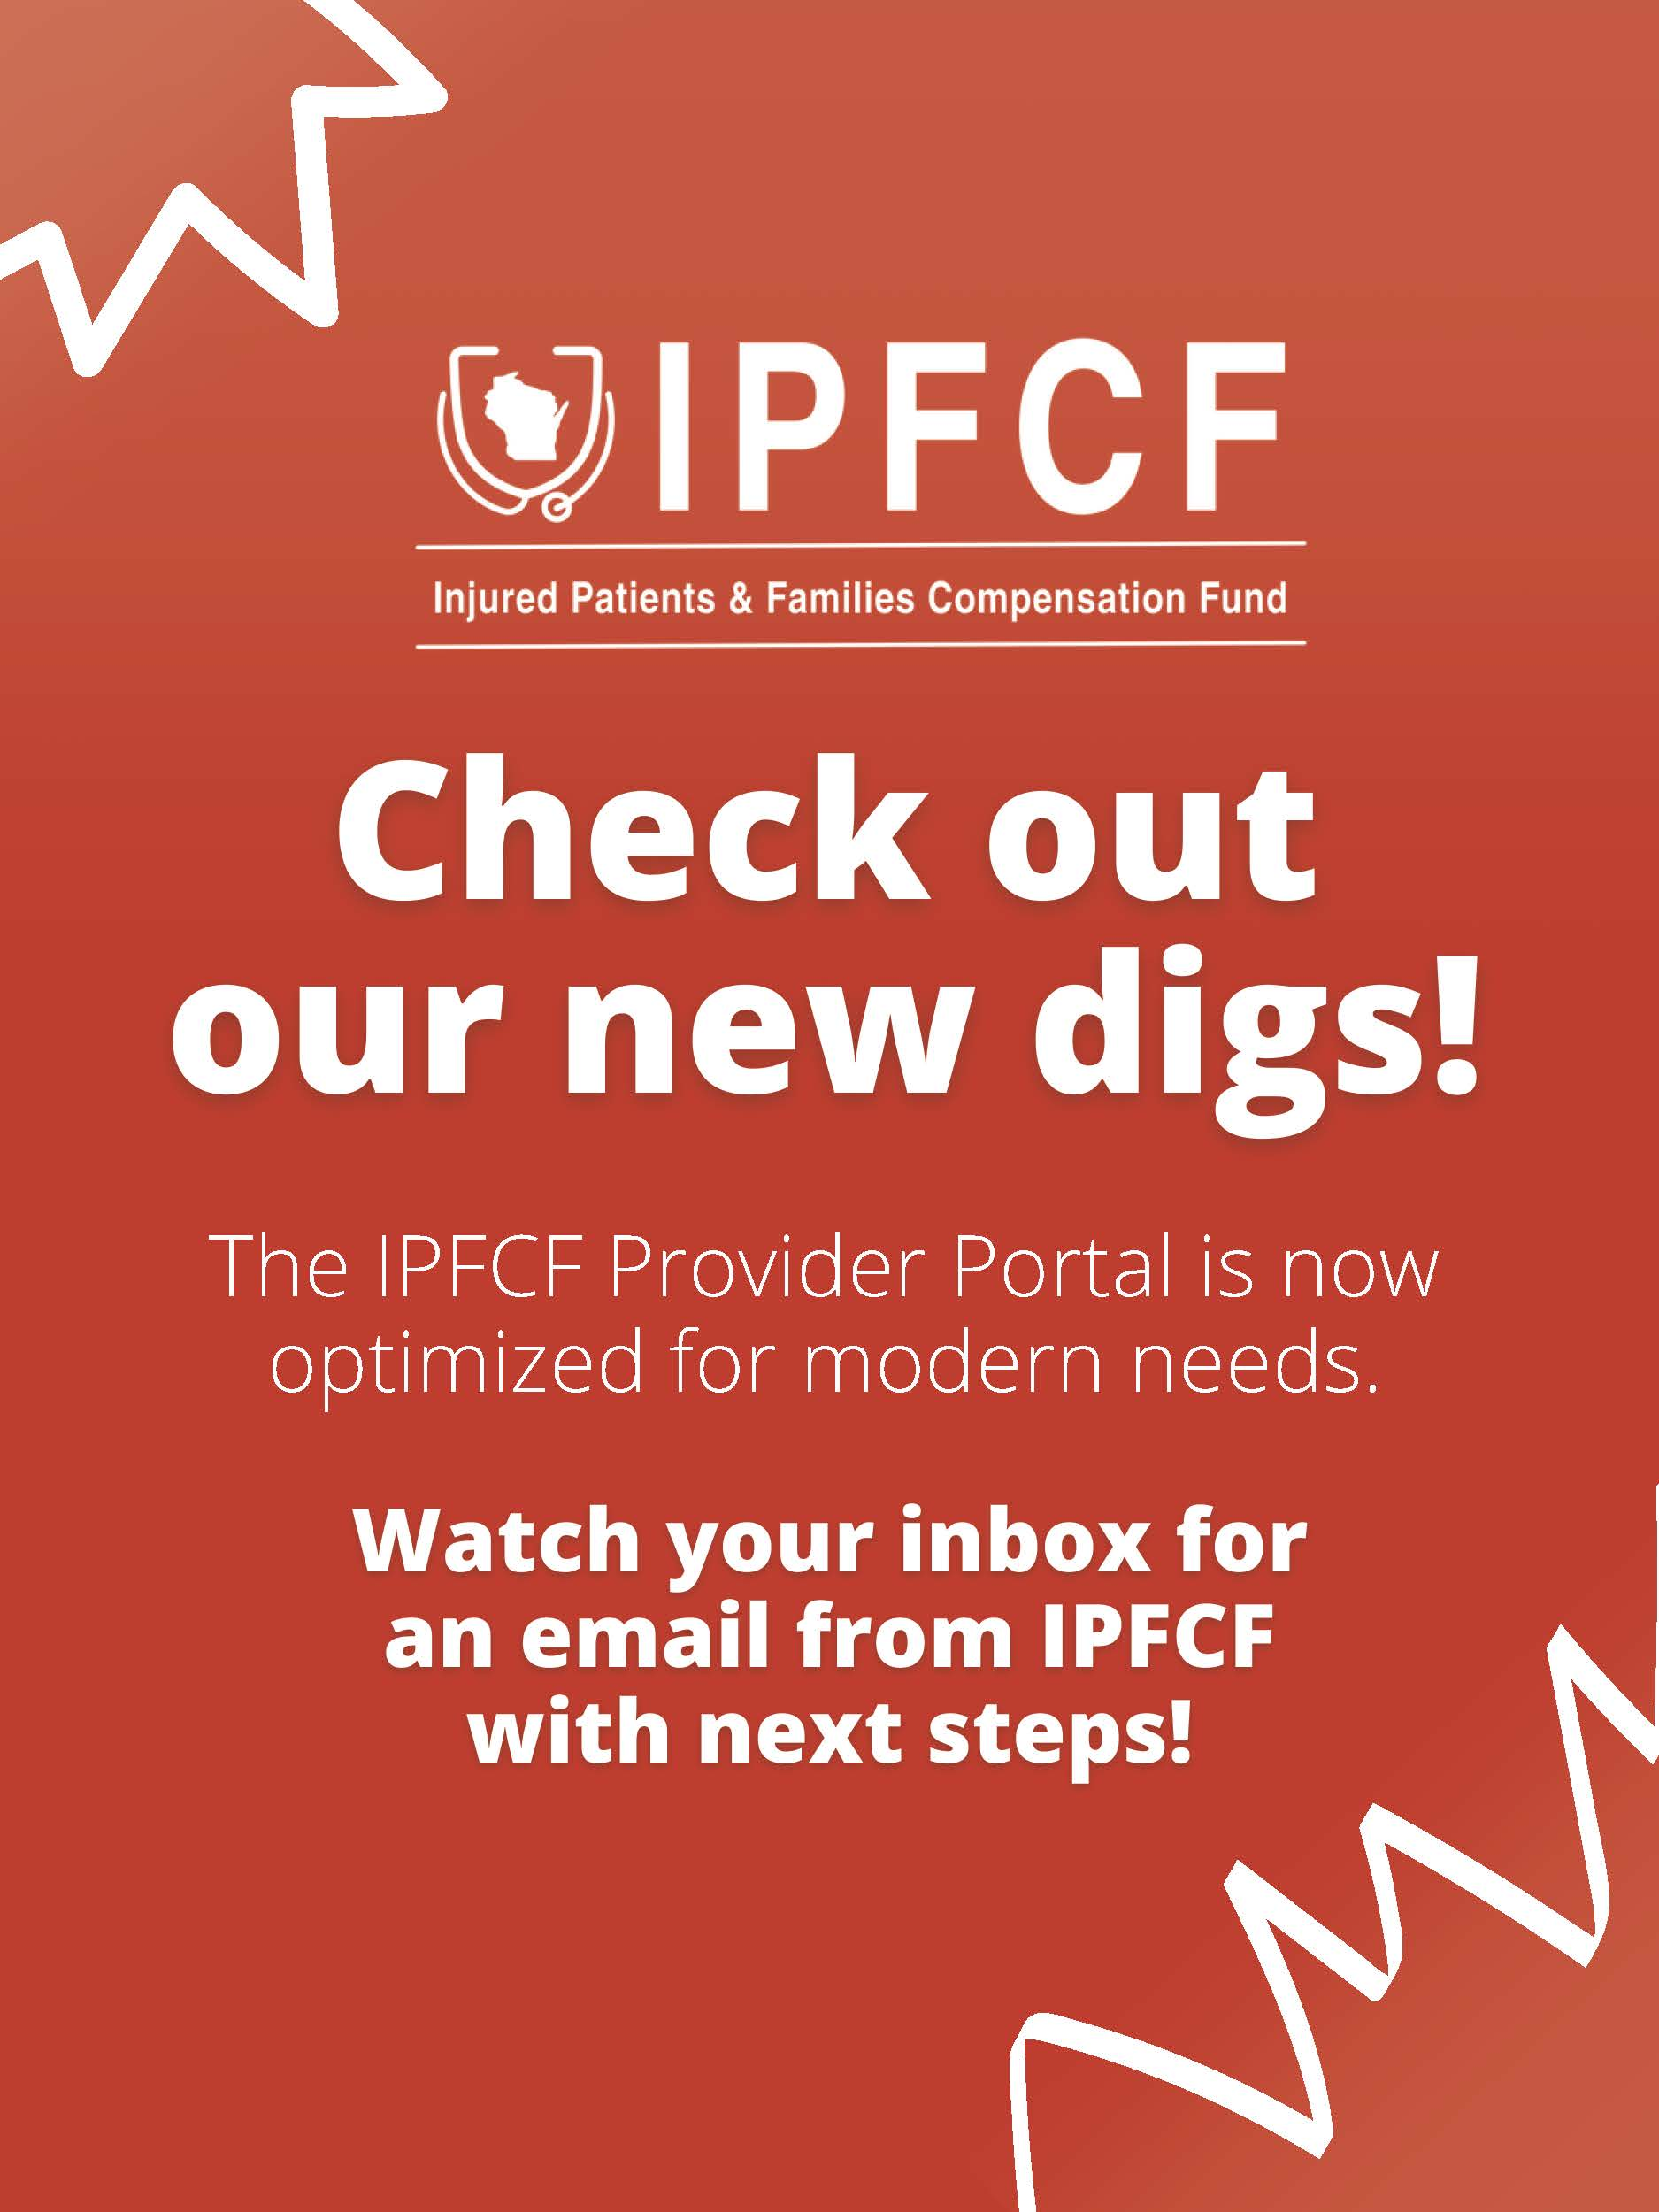 IPFCF
Injured Patients & Families Compensation Fund
Check out
our new digs!
The IPFCF Provider Portal is now
optimized for modern needs.
Watch your inbox for
an email from IPFCF
with next steps!